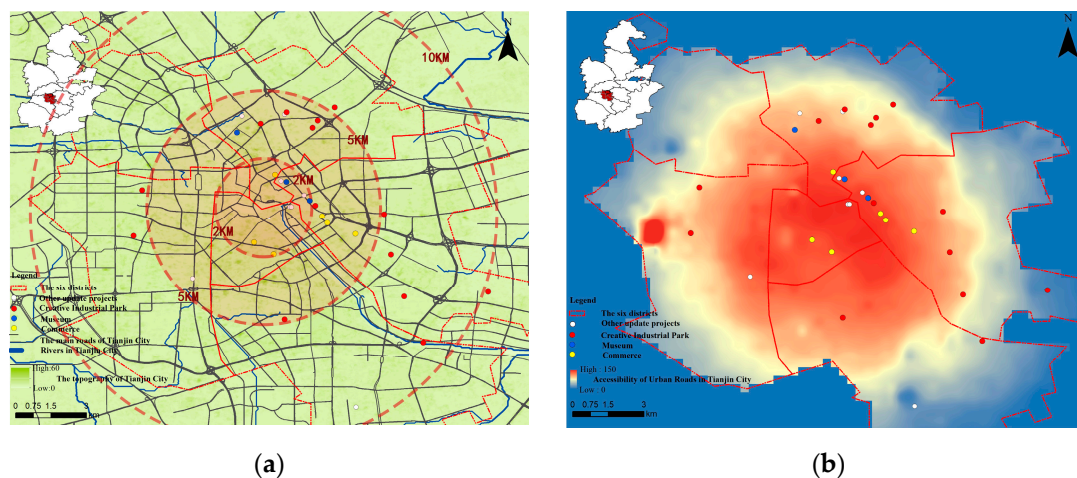 N
10KM
5KM
2KM
2KM
5KM
Legend
The six districts
Other update projects
Creative Industrial Park
Museum
Commerce
The main roads of Tianjin City
Rivers in Tianjin City
High:60
The topography of Tianjin City
Low:0
0 0.75 1.5 3
km
(a)
N
Legend
The six districts
Other update projects
Creative Industrial Park
Museum
Commerce
High : 150
Accessibility of Urban Roads in Tianjin City
Low : 0
0 0.75 1.5 3
km
(b)